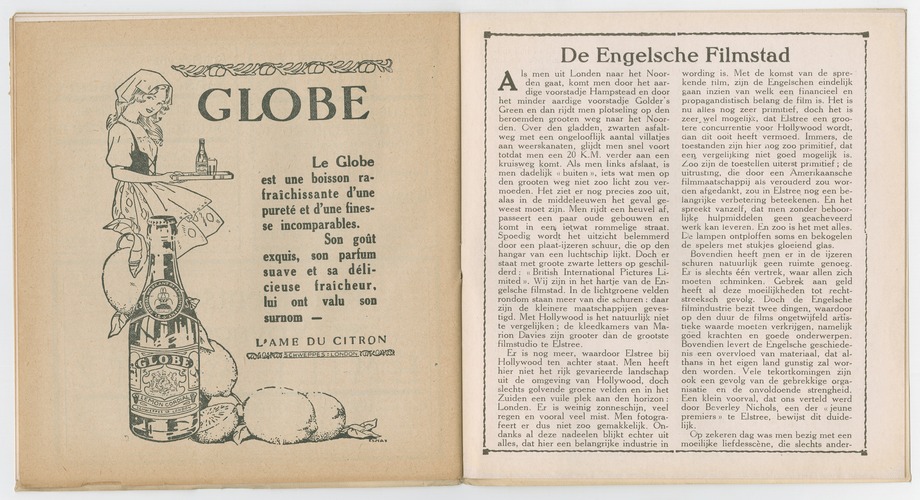 GLOBE
Le Globe
est une boisson ra-
fraîchissante d'une
pureté et d'une fines-
se incomparables.
Son goût
exquis, son parfum
suave et sa déli-
cieuse fraîcheur,
lui ont valu son
surnom —
L'AME DU CITRON
SCHWEPPES LONDON
GLOBE
De Engelsche Filmstad
Als men uit Londen naar het Noor-
den gaat, komt men door het aar-
dige voorstadje Hampstead en door
het minder aardige voorstadje Golder's
Green en dan rijdt men plotseling op den
beroemden grooten weg naar het Noor-
den. Over den gladden, zwarten asfalt-
weg met een ongelooflijk aantal villatjes
aan weerskanten, glijdt men snel voort
totdat men een 20 K.M. verder aan een
kruisweg komt. Als men links afslaat, is
men dadelijk « buiten », iets wat men op
den grooten weg niet zoo licht zou ver-
moeden. Het ziet er nog precies zoo uit,
alas in de middeleeuwen het geval ge-
weest moet zijn. Men rijdt een heuvel af,
passeert een paar oude gebouwen en
komt in een ietwat rommelige straat.
Spoedig wordt het uitzicht belemmerd
door een plaat-ijzeren schuur, die op den
hangar van een luchtschip lijkt. Doch er
staat met groote zwarte letters op geschil-
derd : « British International Pictures Li-
mited ». Wij zijn in het hartje van de En-
gelsche filmstad. In de lichtgroene velden
rondom staan meer van die schuren : daar
zijn de kleinere maatschappijen geves-
tigd. Met Hollywood is het natuurlijk niet
te vergelijken ; de kleedkamers van Ma-
rion Davies zijn grooter dan de grootste
filmstudio te Elstree.
Er is nog meer, waardoor Elstree bij
Hollywood ten achter staat. Men heeft
hier niet het rijk gevarieerde landschap
uit de omgeving van Hollywood, doch
slechts golvende groene velden en in het
Zuiden een vuile plek aan den horizon :
Londen. Er is weinig zonneschijn, veel
regen en vooral veel mist. Men fotogra-
feert er dus niet zoo gemakkelijk. On-
danks al deze nadeelen blijkt echter uit
alles, dat hier een belangrijke industrie in
wording is. Met de komst van de spre-
kende film, zijn de Engelschen eindelijk
gaan inzien van welk een financieel en
propagandistisch belang de film is. Het is
nu alles nog zeer primitief, doch het is
zeer wel mogelijk, dat Elstree een groo-
tere concurrentie voor Hollywood wordt,
dan dit ooit heeft vermoed. Immers, de
toestanden zijn hier nog zoo primitief, dat
een vergelijking niet goed mogelijk is.
Zoo zijn de toestellen uiterst primitief ; de
uitrusting, die door een Amerikaansche
filmmaatschappij als verouderd zou wor-
den afgedankt, zou in Elstree nog een be-
langrijke verbetering beteekenen. En het
spreekt vanzelf, dat men zonder behoor-
lijke hulpmiddelen geen geacheveerd
werk kan leveren. En zoo is het met alles.
De lampen ontploffen soms en bekogelen
de spelers met stukjes gloeiend glas.
Bovendien heeft men er in de ijzeren
schuren natuurlijk geen ruimte genoeg.
Er is slechts één vertrek, waar allen zich
moeten schminken. Gebrek aan geld
heeft al deze moeilijkheden tot recht-
streeksch gevolg. Doch de Engelsche
filmindustrie bezit twee dingen, waardoor
op den duur de films ongetwijfeld artis-
tieke waarde moeten verkrijgen, namelijk
goed krachten en goede onderwerpen.
Bovendien levert de Engelsche geschiede-
nis een overvloed van materiaal, dat al-
thans in het eigen land gunstig zal wor-
den worden. Vele tekortkomingen zijn
ook een gevolg van de gebrekkige orga-
nisatie en de onvoldoende strengheid.
Een klein voorval, dat ons verteld werd
door Beverley Nichols, een der « jeune
premiers » te Elstree, bewijst dit duide-
lijk.
Op zekeren dag was men bezig met een
moeilijke liefdesscène, die slechts ander-